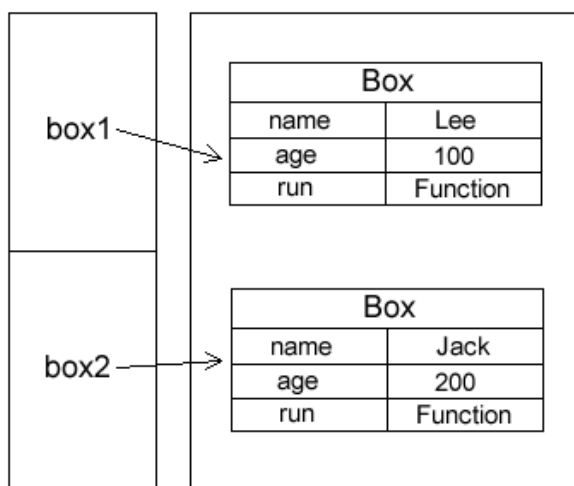 box1
Box
name Lee
age 100
run Function
box2
Box
name Jack
age 200
run Function